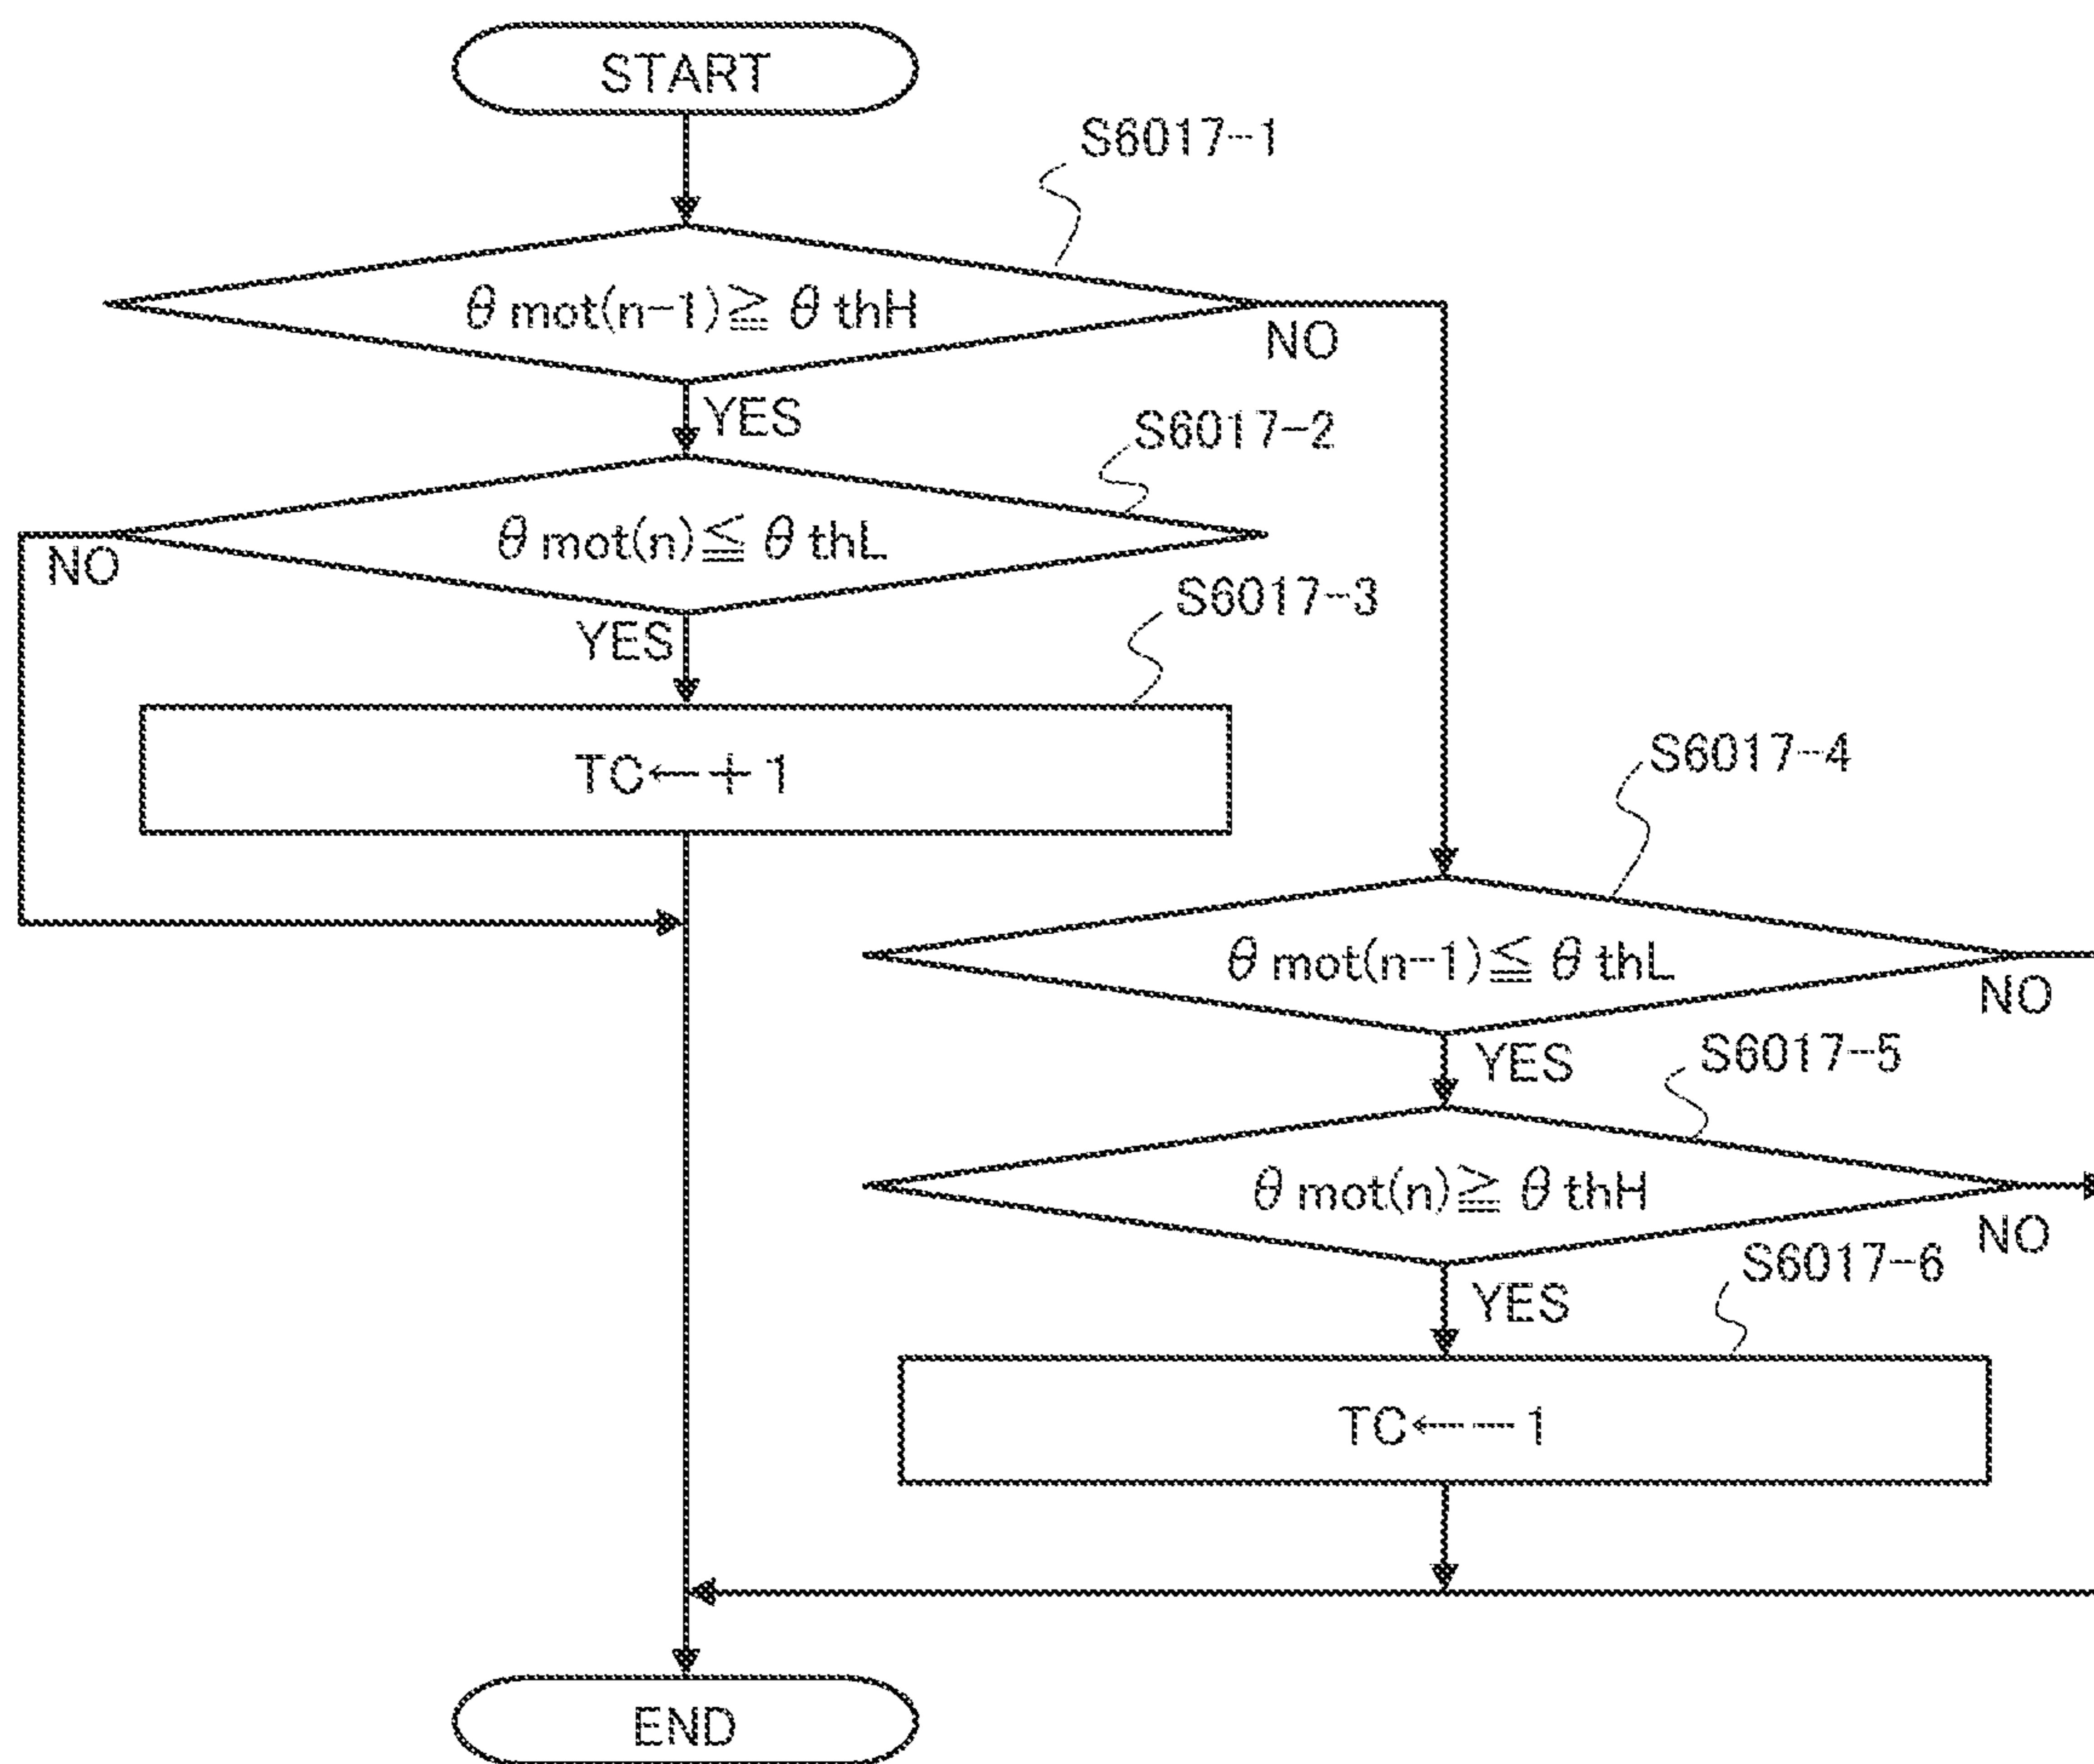 START
S6017-1
θ mot(n-1)≧ θ thH
NO
YES
S6017-2
θ mot(n)≦ θ thL
NO
YES
S6017-3
TC←+1
S6017-4
θ mot(n-1)≦ θ thL
NO
YES
S6017-5
θ mot(n)≧ θ thH
NO
YES
S6017-6
TC←-1
END